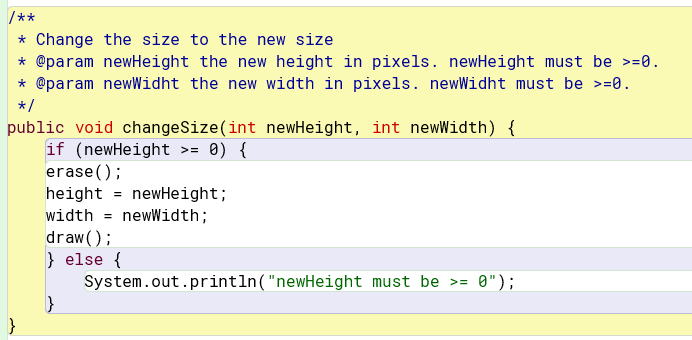 /**
 * Change the size to the new size
 * @param newHeight the new height in pixels. newHeight must be >=0.
 * @param newWidht the new width in pixels. newWidht must be >=0.
 */
public void changeSize(int newHeight, int newWidth) {
    if (newHeight >= 0) {
    erase();
    height = newHeight;
    width = newWidth;
    draw();
    } else {
        System.out.println("newHeight must be >= 0");
    }
}